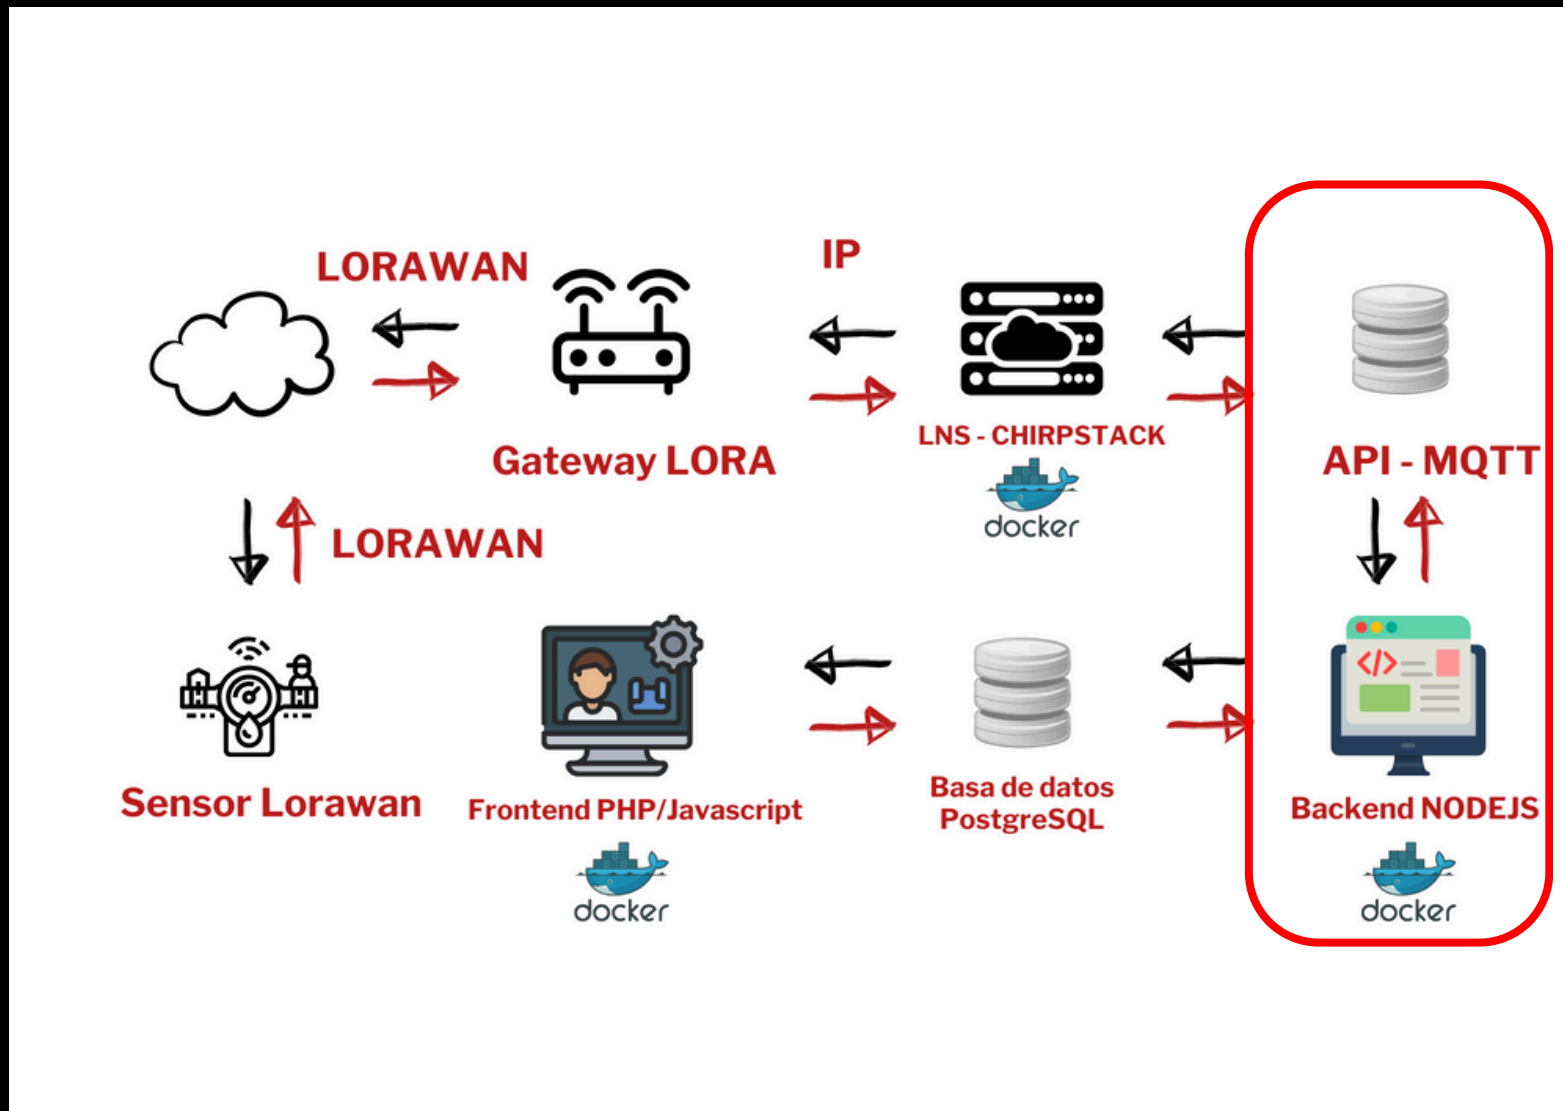 LORAWAN
IP
Gateway LORA
LNS - CHIRPSTACK
docker
API - MQTT
LORAWAN
Sensor Lorawan
Frontend PHP/Javascript
docker
Basa de datos
PostgreSQL
</>
Backend NODEJS
docker